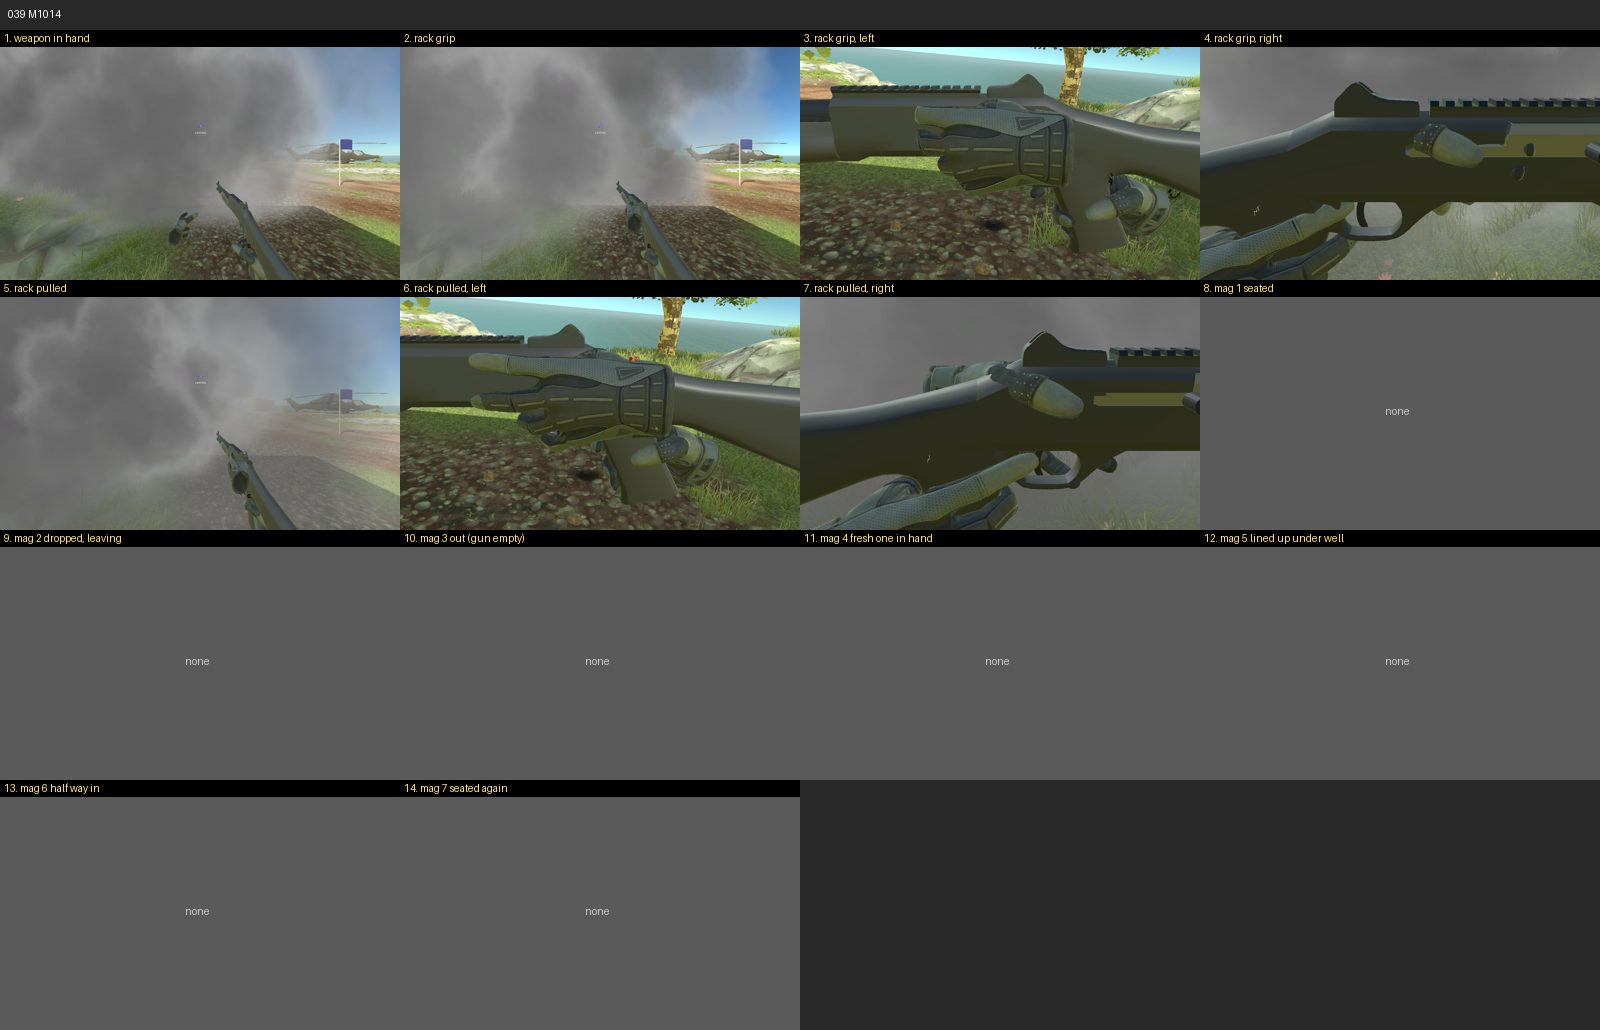 039 M1014
1. weapon in hand
2. rack grip
3. rack grip, left
4. rack grip, right
5. rack pulled
6. rack pulled, left
7. rack pulled, right
8. mag 1 seated
none
9. mag 2 dropped, leaving
10. mag 3 out (gun empty)
11. mag 4 fresh one in hand
12. mag 5 lined up under well
none
none
none
none
13. mag 6 half way in
14. mag 7 seated again
none
none